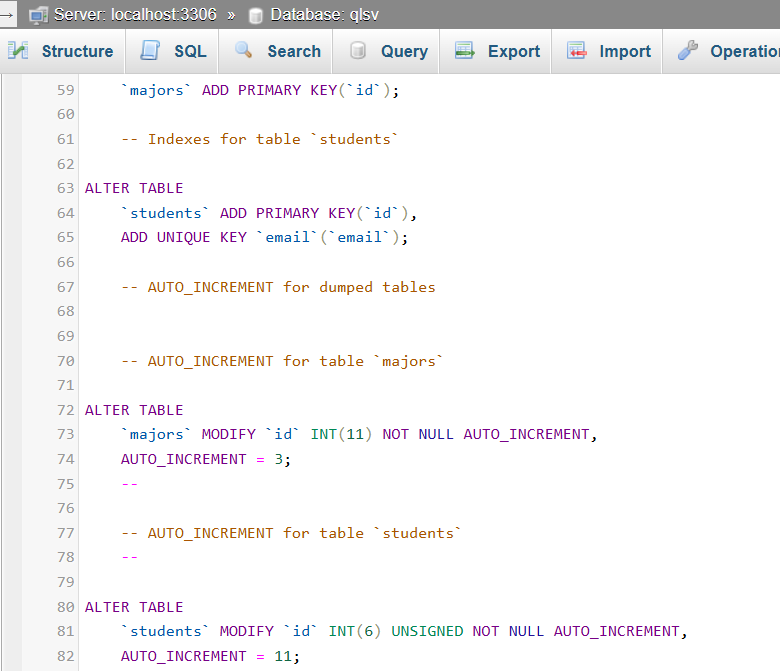 Server: localhost:3306 » Database: qlsv
Structure SQL Search Query Export Import Operatio
59 `majors` ADD PRIMARY KEY(`id`);
60
61 -- Indexes for table `students`
62
63 ALTER TABLE
64 `students` ADD PRIMARY KEY(`id`),
65 ADD UNIQUE KEY `email`(`email`);
66
67 -- AUTO_INCREMENT for dumped tables
68
69
70 -- AUTO_INCREMENT for table `majors`
71
72 ALTER TABLE
73 `majors` MODIFY `id` INT(11) NOT NULL AUTO_INCREMENT,
74 AUTO_INCREMENT = 3;
75 --
76
77 -- AUTO_INCREMENT for table `students`
78 --
79
80 ALTER TABLE
81 `students` MODIFY `id` INT(6) UNSIGNED NOT NULL AUTO_INCREMENT,
82 AUTO_INCREMENT = 11;